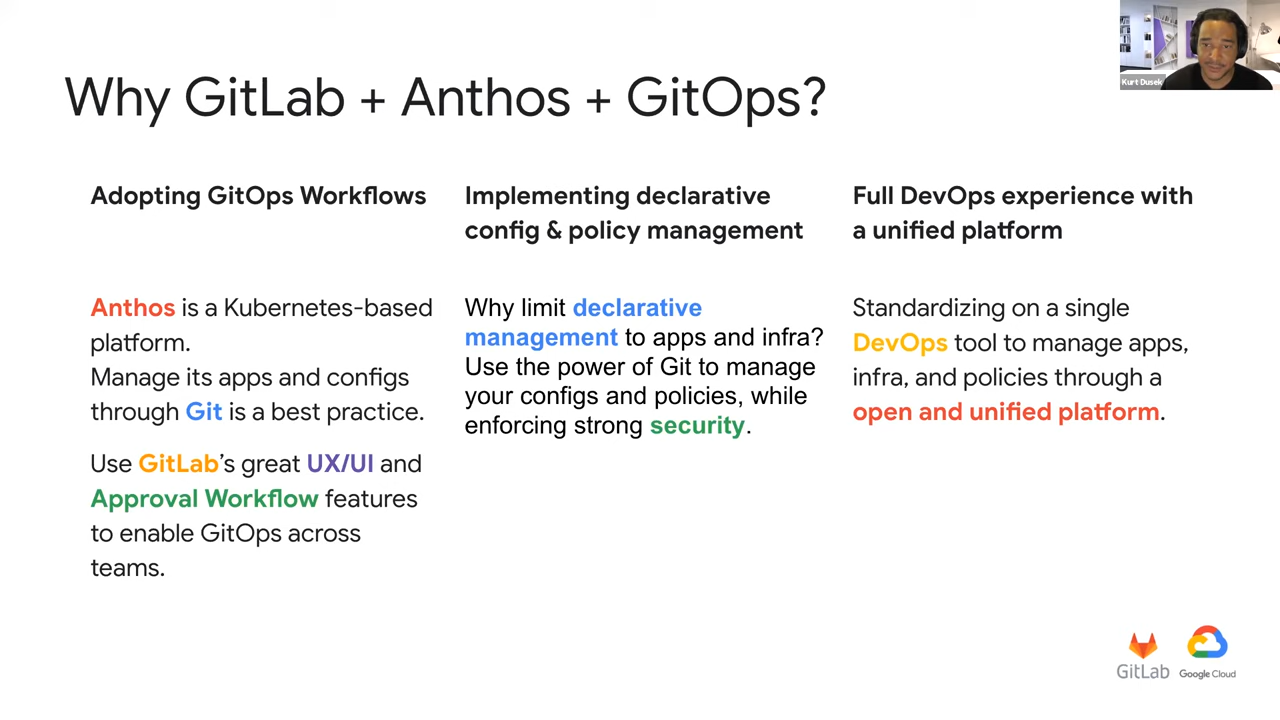 Kurt Dusek
Why GitLab + Anthos + GitOps?
Adopting GitOps Workflows
Anthos is a Kubernetes-based
platform.
Manage its apps and configs
through Git is a best practice.
Use GitLab’s great UX/UI and
Approval Workflow features
to enable GitOps across
teams.
Implementing declarative
config & policy management
Why limit declarative
management to apps and infra?
Use the power of Git to manage
your configs and policies, while
enforcing strong security.
Full DevOps experience with
a unified platform
Standardizing on a single
DevOps tool to manage apps,
infra, and policies through a
open and unified platform.
GitLab
Google Cloud